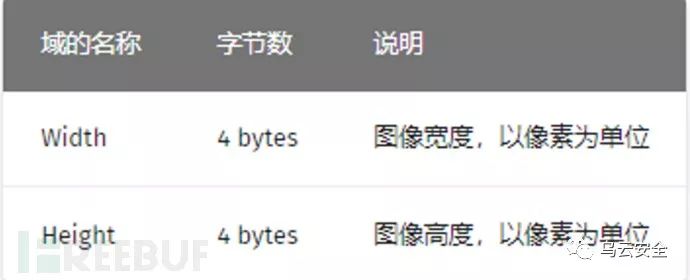 域的名称 字节数 说明
Width 4 bytes 图像宽度，以像素为单位
Height 4 bytes 图像高度，以像素为单位
FREEBUF
乌云安全